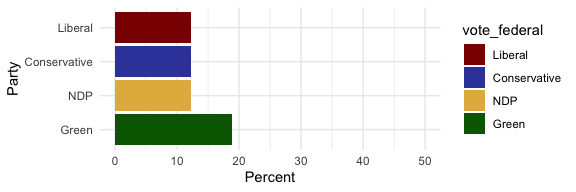 Party
Liberal
Conservative
NDP
Green
0 10 20 30 40 50
Percent
vote_federal
Liberal
Conservative
NDP
Green